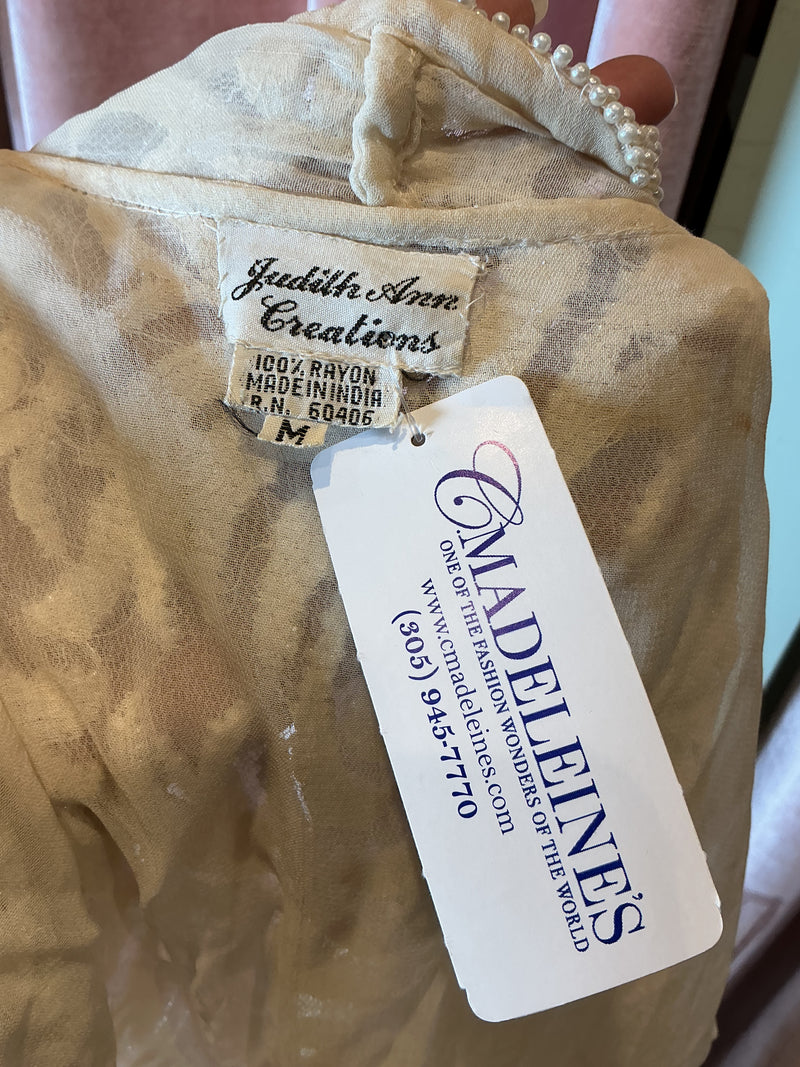 Judith Ann
Creations
100% RAYON
MADE IN INDIA
R.N. 60406
M
C.MADELEINE'S
ONE OF THE FASHION WONDERS OF THE WORLD
www.cmadeleines.com
(305) 945-7770